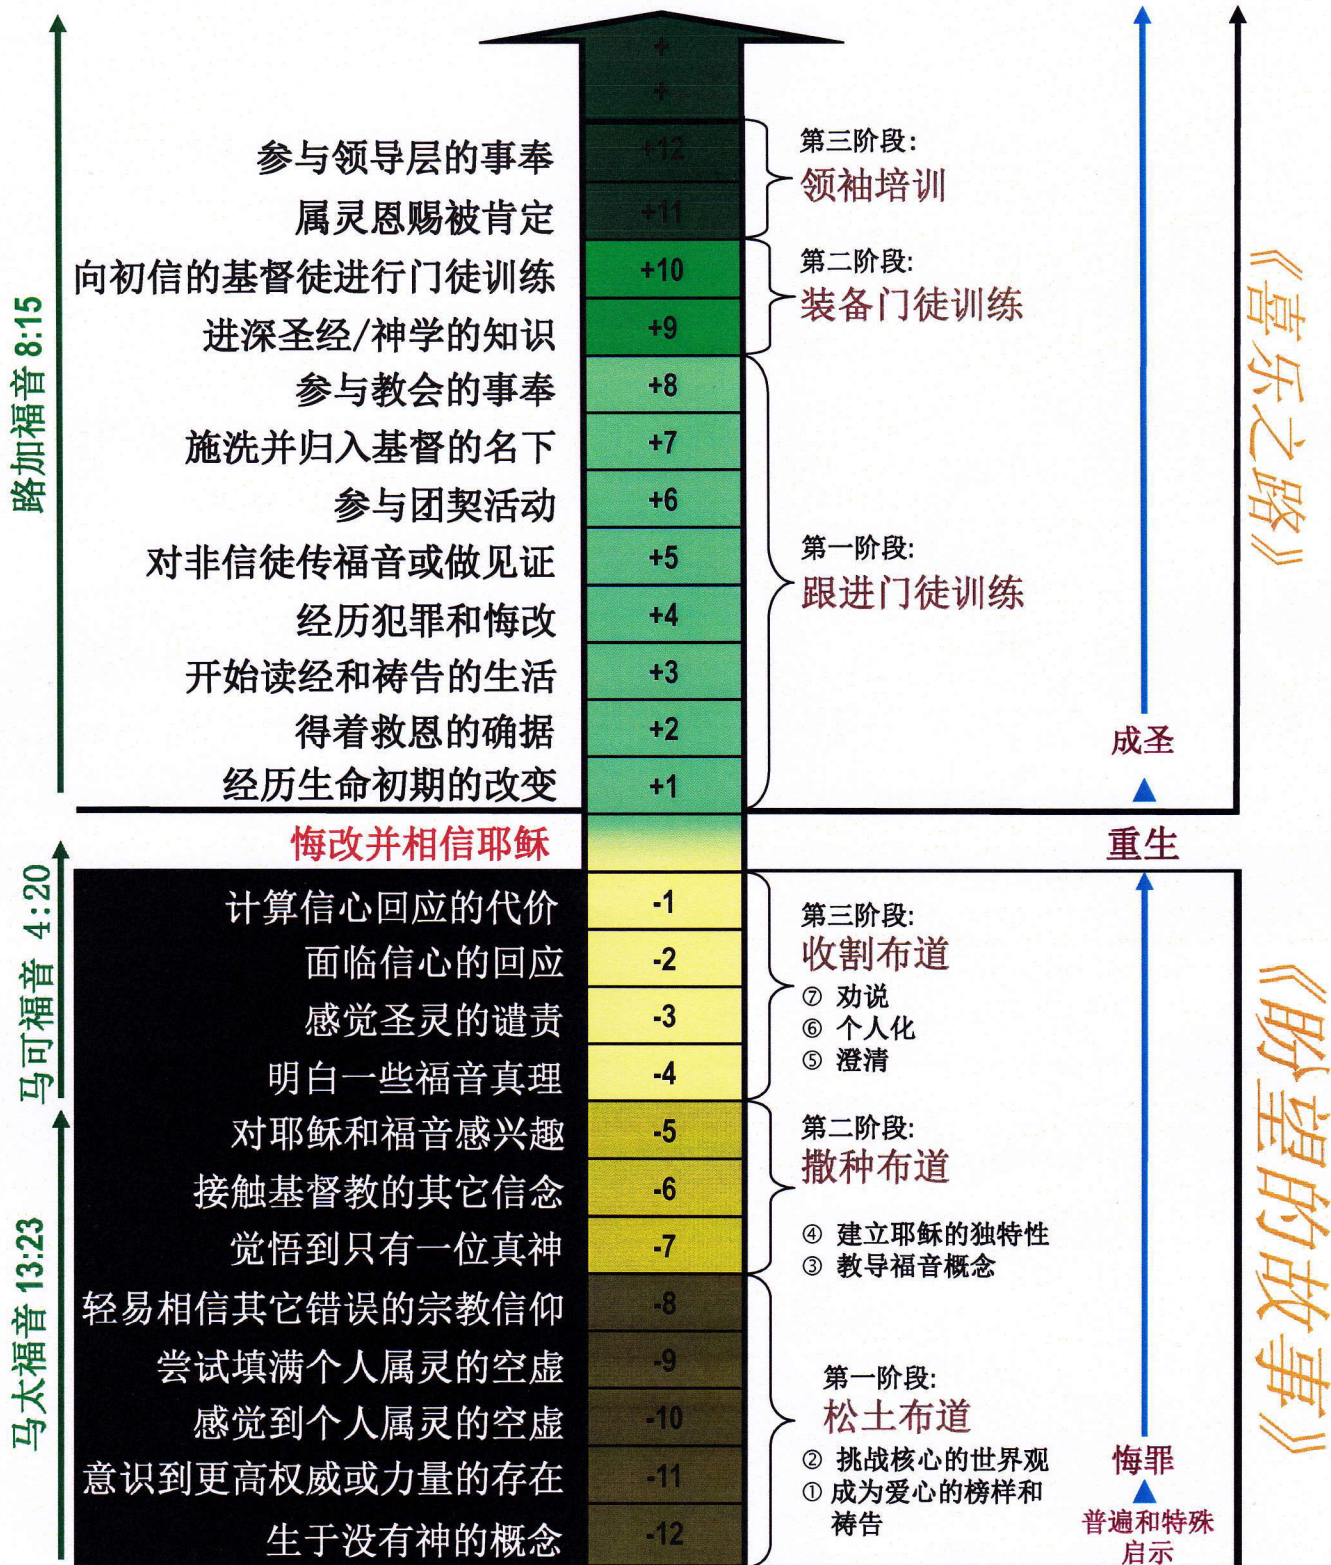 +
+
参与领导层的事奉
+12
属灵恩赐被肯定
+11
第三阶段:
领袖培训
向初信的基督徒进行门徒训练
+10
进深圣经/神学的知识
+9
第二阶段:
装备门徒训练
参与教会的事奉
+8
施洗并归入基督的名下
+7
参与团契活动
+6
对非信徒传福音或做见证
+5
经历犯罪和悔改
+4
开始读经和祷告的生活
+3
得着救恩的确据
+2
经历生命初期的改变
+1
第一阶段:
跟进门徒训练
路加福音 8:15
成圣
《喜乐之路》
悔改并相信耶稣
重生
计算信心回应的代价
-1
面临信心的回应
-2
感觉圣灵的谴责
-3
明白一些福音真理
-4
第三阶段:
收割布道
⑦ 劝说
⑥ 个人化
⑤ 澄清
马可福音 4:20
对耶稣和福音感兴趣
-5
接触基督教的其它信念
-6
觉悟到只有一位真神
-7
第二阶段:
撒种布道
④ 建立耶稣的独特性
③ 教导福音概念
轻易相信其它错误的宗教信仰
-8
尝试填满个人属灵的空虚
-9
感觉到个人属灵的空虚
-10
意识到更高权威或力量的存在
-11
生于没有神的概念
-12
第一阶段:
松土布道
② 挑战核心的世界观
① 成为爱心的榜样和
祷告
马太福音 13:23
悔罪
普遍和特殊
启示
《盼望的故事》